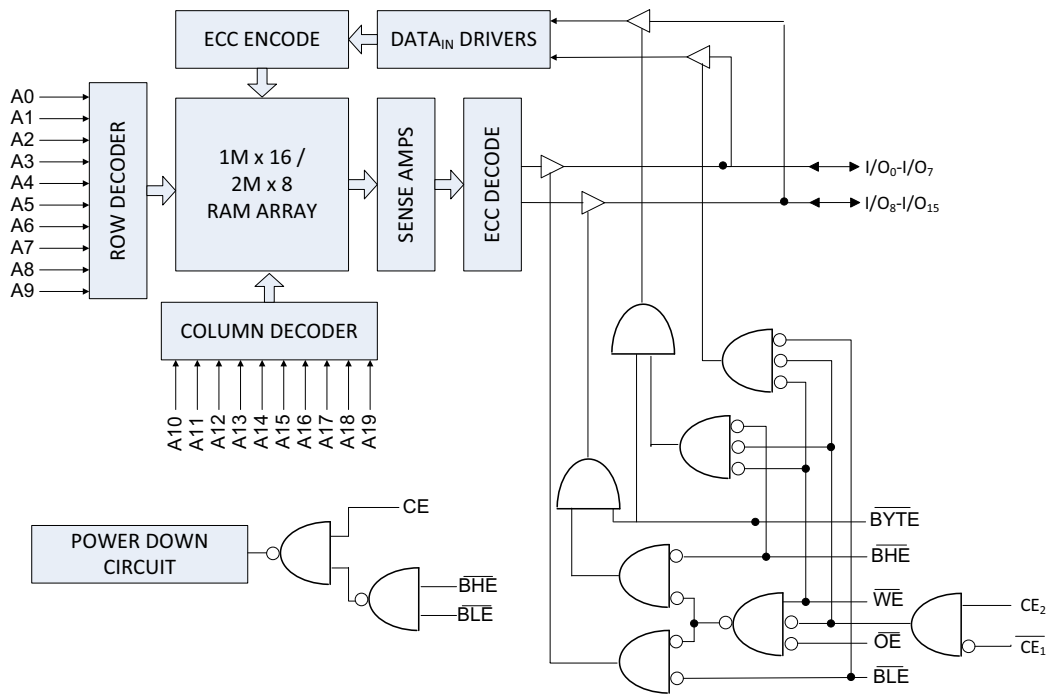 ECC ENCODE
DATAIN DRIVERS
A0
A1
A2
A3
A4
A5
A6
A7
A8
A9
ROW DECODER
1M x 16 /
2M x 8
RAM ARRAY
SENSE AMPS
ECC DECODE
I/O0-I/O7
I/O8-I/O15
COLUMN DECODER
A10
A11
A12
A13
A14
A15
A16
A17
A18
A19
POWER DOWN
CIRCUIT
CE
BHE
BLE
BYTE
BHE
WE
OE
BLE
CE2
CE1